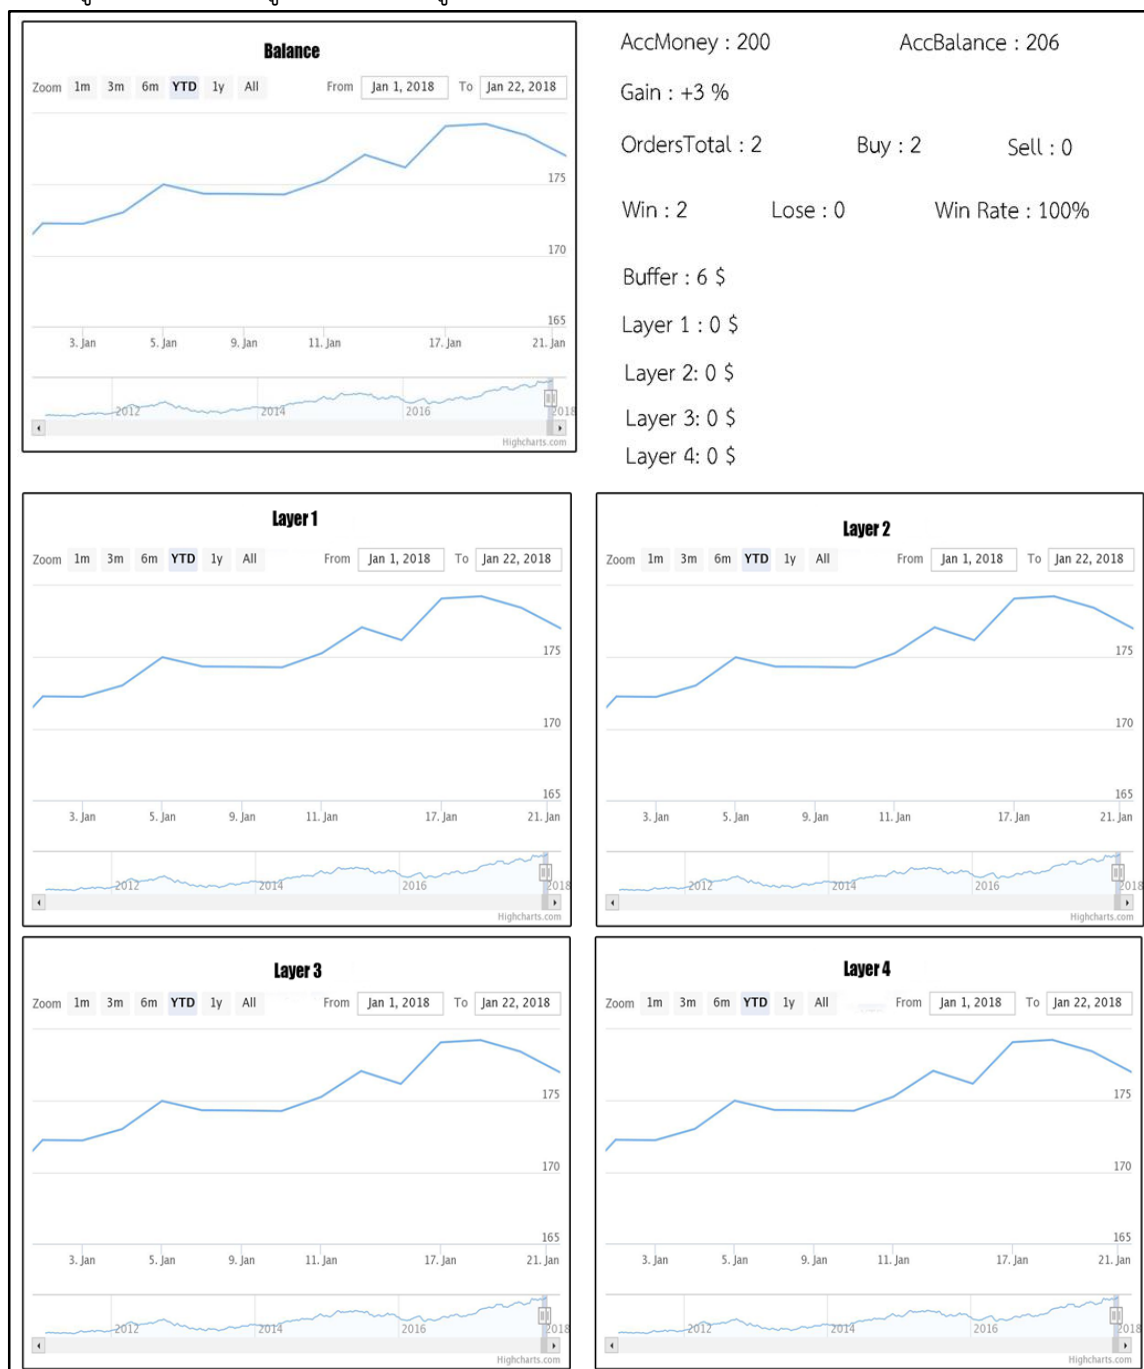 Balance
Zoom 1m 3m 6m YTD 1y All From Jan 1, 2018 To Jan 22, 2018
175
170
165
3. Jan 5. Jan 9. Jan 11. Jan 17. Jan 21. Jan
2012 2014 2016 2018
Highcharts.com
AccMoney : 200 AccBalance : 206
Gain : +3 %
OrdersTotal : 2 Buy : 2 Sell : 0
Win : 2 Lose : 0 Win Rate : 100%
Buffer : 6 $
Layer 1 : 0 $
Layer 2: 0 $
Layer 3: 0 $
Layer 4: 0 $
Layer 1
Zoom 1m 3m 6m YTD 1y All From Jan 1, 2018 To Jan 22, 2018
175
170
165
3. Jan 5. Jan 9. Jan 11. Jan 17. Jan 21. Jan
2012 2014 2016 2018
Highcharts.com
Layer 2
Zoom 1m 3m 6m YTD 1y All From Jan 1, 2018 To Jan 22, 2018
175
170
165
3. Jan 5. Jan 9. Jan 11. Jan 17. Jan 21. Jan
2012 2014 2016 2018
Highcharts.com
Layer 3
Zoom 1m 3m 6m YTD 1y All From Jan 1, 2018 To Jan 22, 2018
175
170
165
3. Jan 5. Jan 9. Jan 11. Jan 17. Jan 21. Jan
2012 2014 2016 2018
Highcharts.com
Layer 4
Zoom 1m 3m 6m YTD 1y All From Jan 1, 2018 To Jan 22, 2018
175
170
165
3. Jan 5. Jan 9. Jan 11. Jan 17. Jan 21. Jan
2012 2014 2016 2018
Highcharts.com